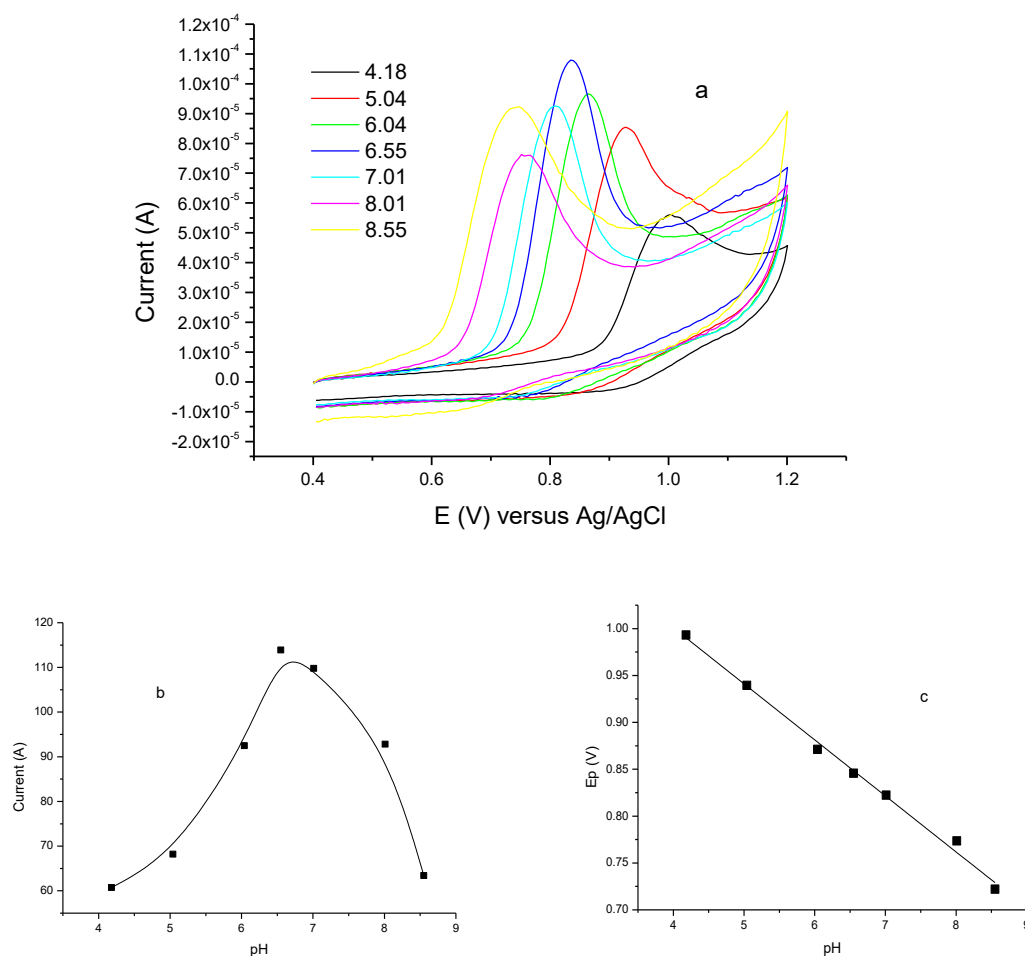 1.2x10⁻⁴
1.1x10⁻⁴
1.0x10⁻⁴
9.0x10⁻⁵
8.0x10⁻⁵
7.0x10⁻⁵
6.0x10⁻⁵
5.0x10⁻⁵
4.0x10⁻⁵
3.0x10⁻⁵
2.0x10⁻⁵
1.0x10⁻⁵
0.0
-1.0x10⁻⁵
-2.0x10⁻⁵
Current (A)
4.18
5.04
6.04
6.55
7.01
8.01
8.55
a
0.4 0.6 0.8 1.0 1.2
E (V) versus Ag/AgCl
120
110
100
90
80
70
60
Current (A)
b
4 5 6 7 8 9
pH
1.00
0.95
0.90
0.85
0.80
0.75
0.70
Ep (V)
c
4 5 6 7 8 9
pH